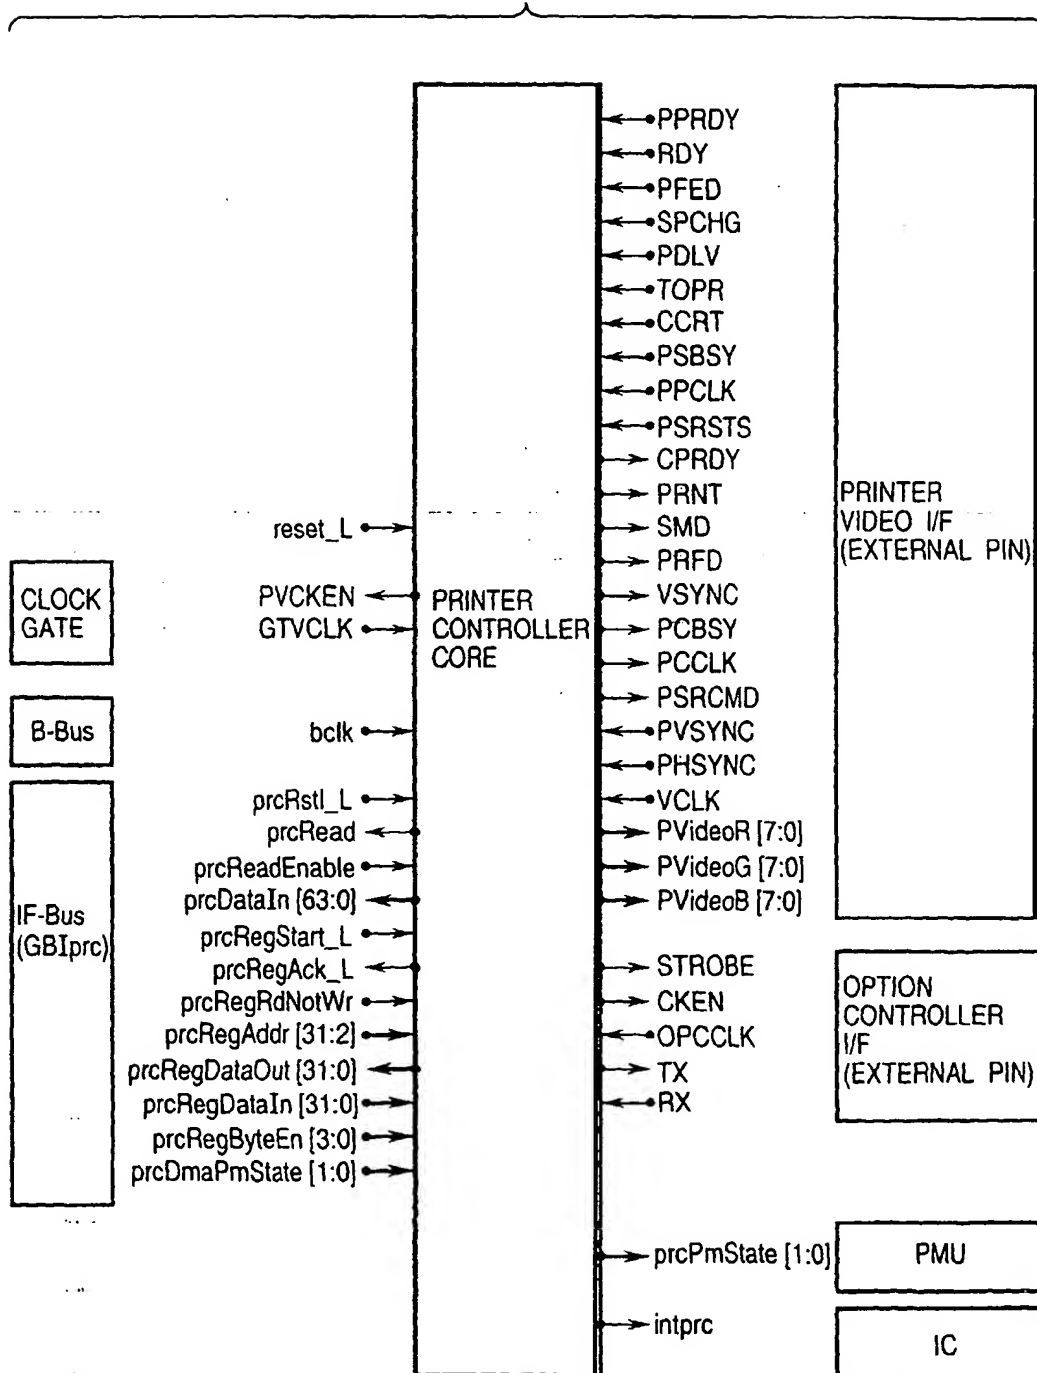 PPRDY
RDY
PFED
SPCHG
PDLV
TOPR
CCRT
PSBSY
PPCLK
PSRSTS
CPRDY
PRNT
SMD
PRFD
VSYNC
PCBSY
PCCLK
PSRCMD
PVSYNC
PHSYNC
VCLK
PVideoR [7:0]
PVideoG [7:0]
PVideoB [7:0]
PRINTER
VIDEO I/F
(EXTERNAL PIN)
reset_L
CLOCK
GATE
PVCKEN
GTVCLK
PRINTER
CONTROLLER
CORE
B-Bus
bclk
IF-Bus
(GBIprc)
prcRstI_L
prcRead
prcReadEnable
prcDataIn [63:0]
prcRegStart_L
prcRegAck_L
prcRegRdNotWr
prcRegAddr [31:2]
prcRegDataOut [31:0]
prcRegDataIn [31:0]
prcRegByteEn [3:0]
prcDmaPmState [1:0]
STROBE
CKEN
OPCCLK
TX
RX
OPTION
CONTROLLER
I/F
(EXTERNAL PIN)
prcPmState [1:0]
PMU
intprc
IC